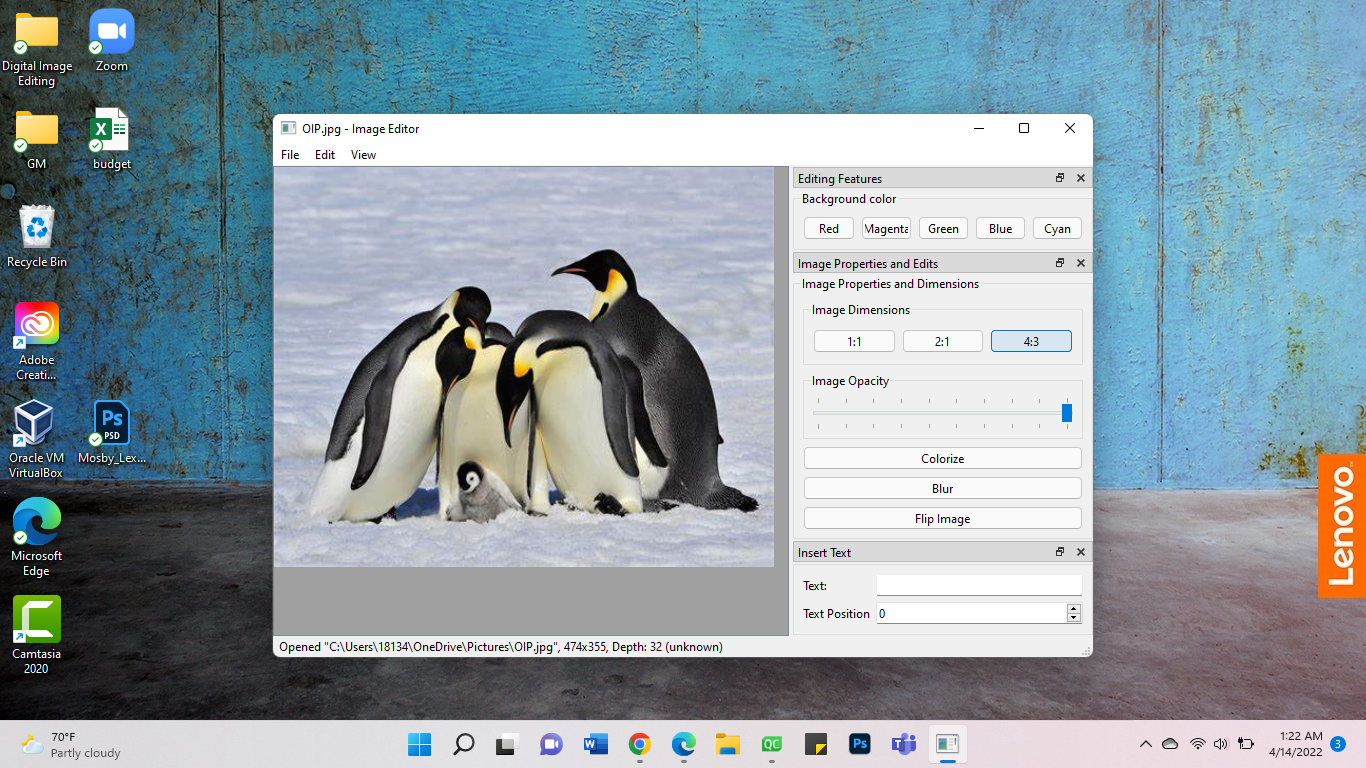 Digital Image
Editing
Zoom
GM
budget
Recycle Bin
Adobe
Creati...
Oracle VM
VirtualBox
Ps
PSD
Mosby_Lex...
Microsoft
Edge
Camtasia
2020
OIP.jpg - Image Editor
File Edit View
Editing Features
Background color
Red Magenta Green Blue Cyan
Image Properties and Edits
Image Properties and Dimensions
Image Dimensions
1:1 2:1 4:3
Image Opacity
Colorize
Blur
Flip Image
Insert Text
Text:
Text Position 0
Opened "C:\Users\18134\OneDrive\Pictures\OIP.jpg", 474x355, Depth: 32 (unknown)
Lenovo
70°F
Partly cloudy
W
QC
Ps
T
1:22 AM
4/14/2022
3